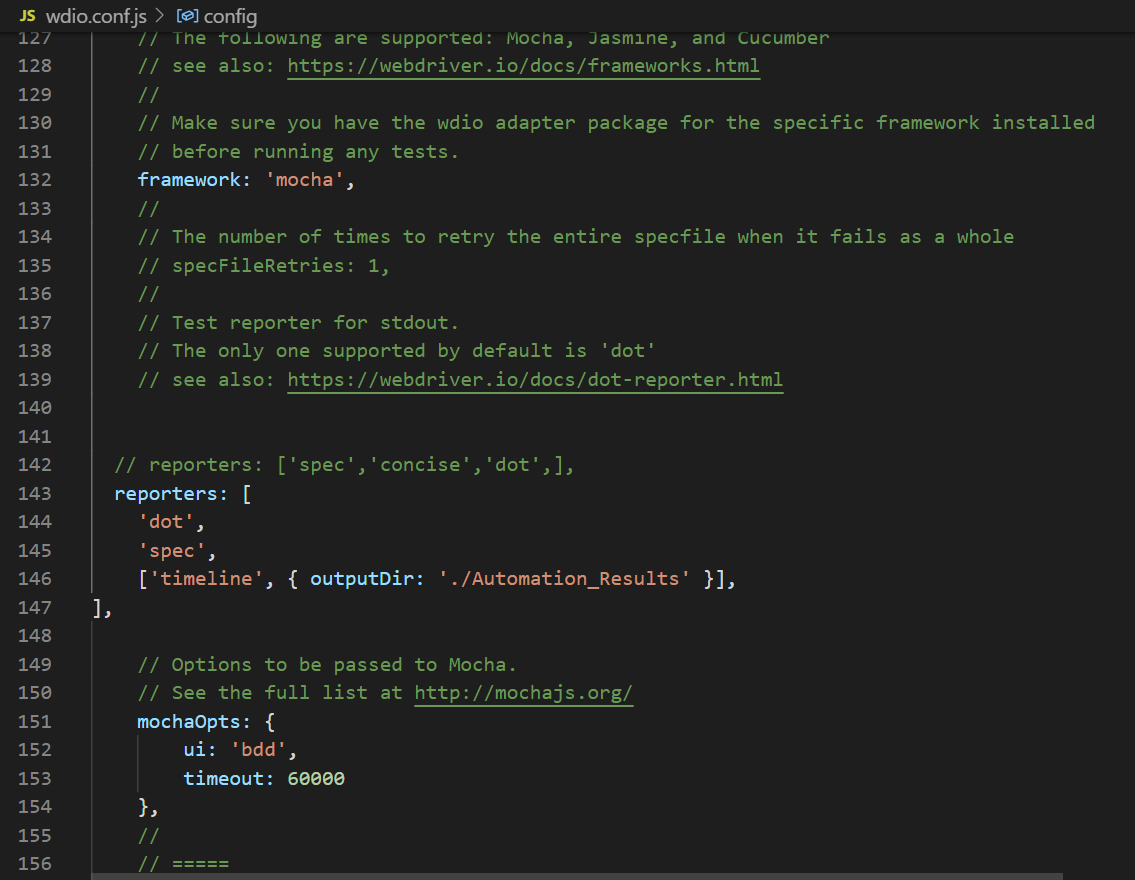 JS wdio.conf.js > config
127 // The following are supported: Mocha, Jasmine, and Cucumber
128 // see also: https://webdriver.io/docs/frameworks.html
129 //
130 // Make sure you have the wdio adapter package for the specific framework installed
131 // before running any tests.
132 framework: 'mocha',
133 //
134 // The number of times to retry the entire specfile when it fails as a whole
135 // specFileRetries: 1,
136 //
137 // Test reporter for stdout.
138 // The only one supported by default is 'dot'
139 // see also: https://webdriver.io/docs/dot-reporter.html
140
141
142 // reporters: ['spec','concise','dot',],
143 reporters: [
144 'dot',
145 'spec',
146 ['timeline', { outputDir: './Automation_Results' }],
147 ],
148
149 // Options to be passed to Mocha.
150 // See the full list at http://mochajs.org/
151 mochaOpts: {
152 ui: 'bdd',
153 timeout: 60000
154 },
155 //
156 // =====